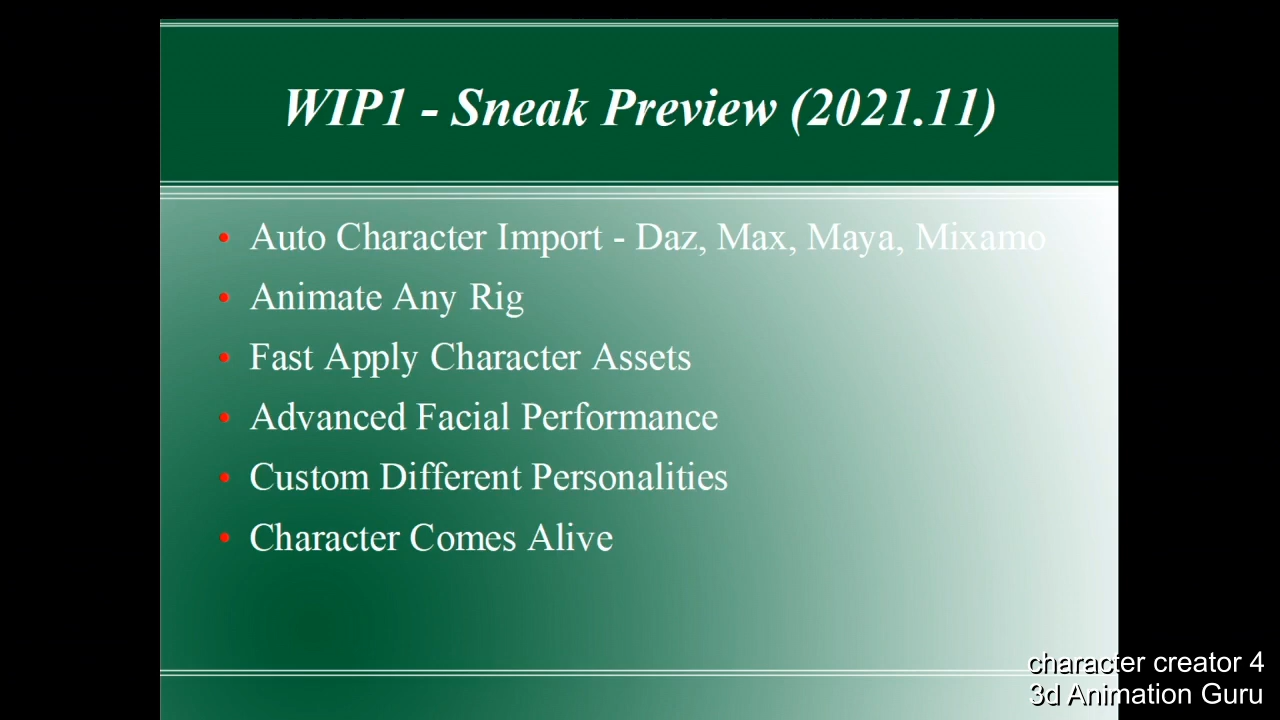 WIP1 - Sneak Preview (2021.11)
• Auto Character Import - Daz, Max, Maya, Mixamo
• Animate Any Rig
• Fast Apply Character Assets
• Advanced Facial Performance
• Custom Different Personalities
• Character Comes Alive
character creator 4
3d Animation Guru